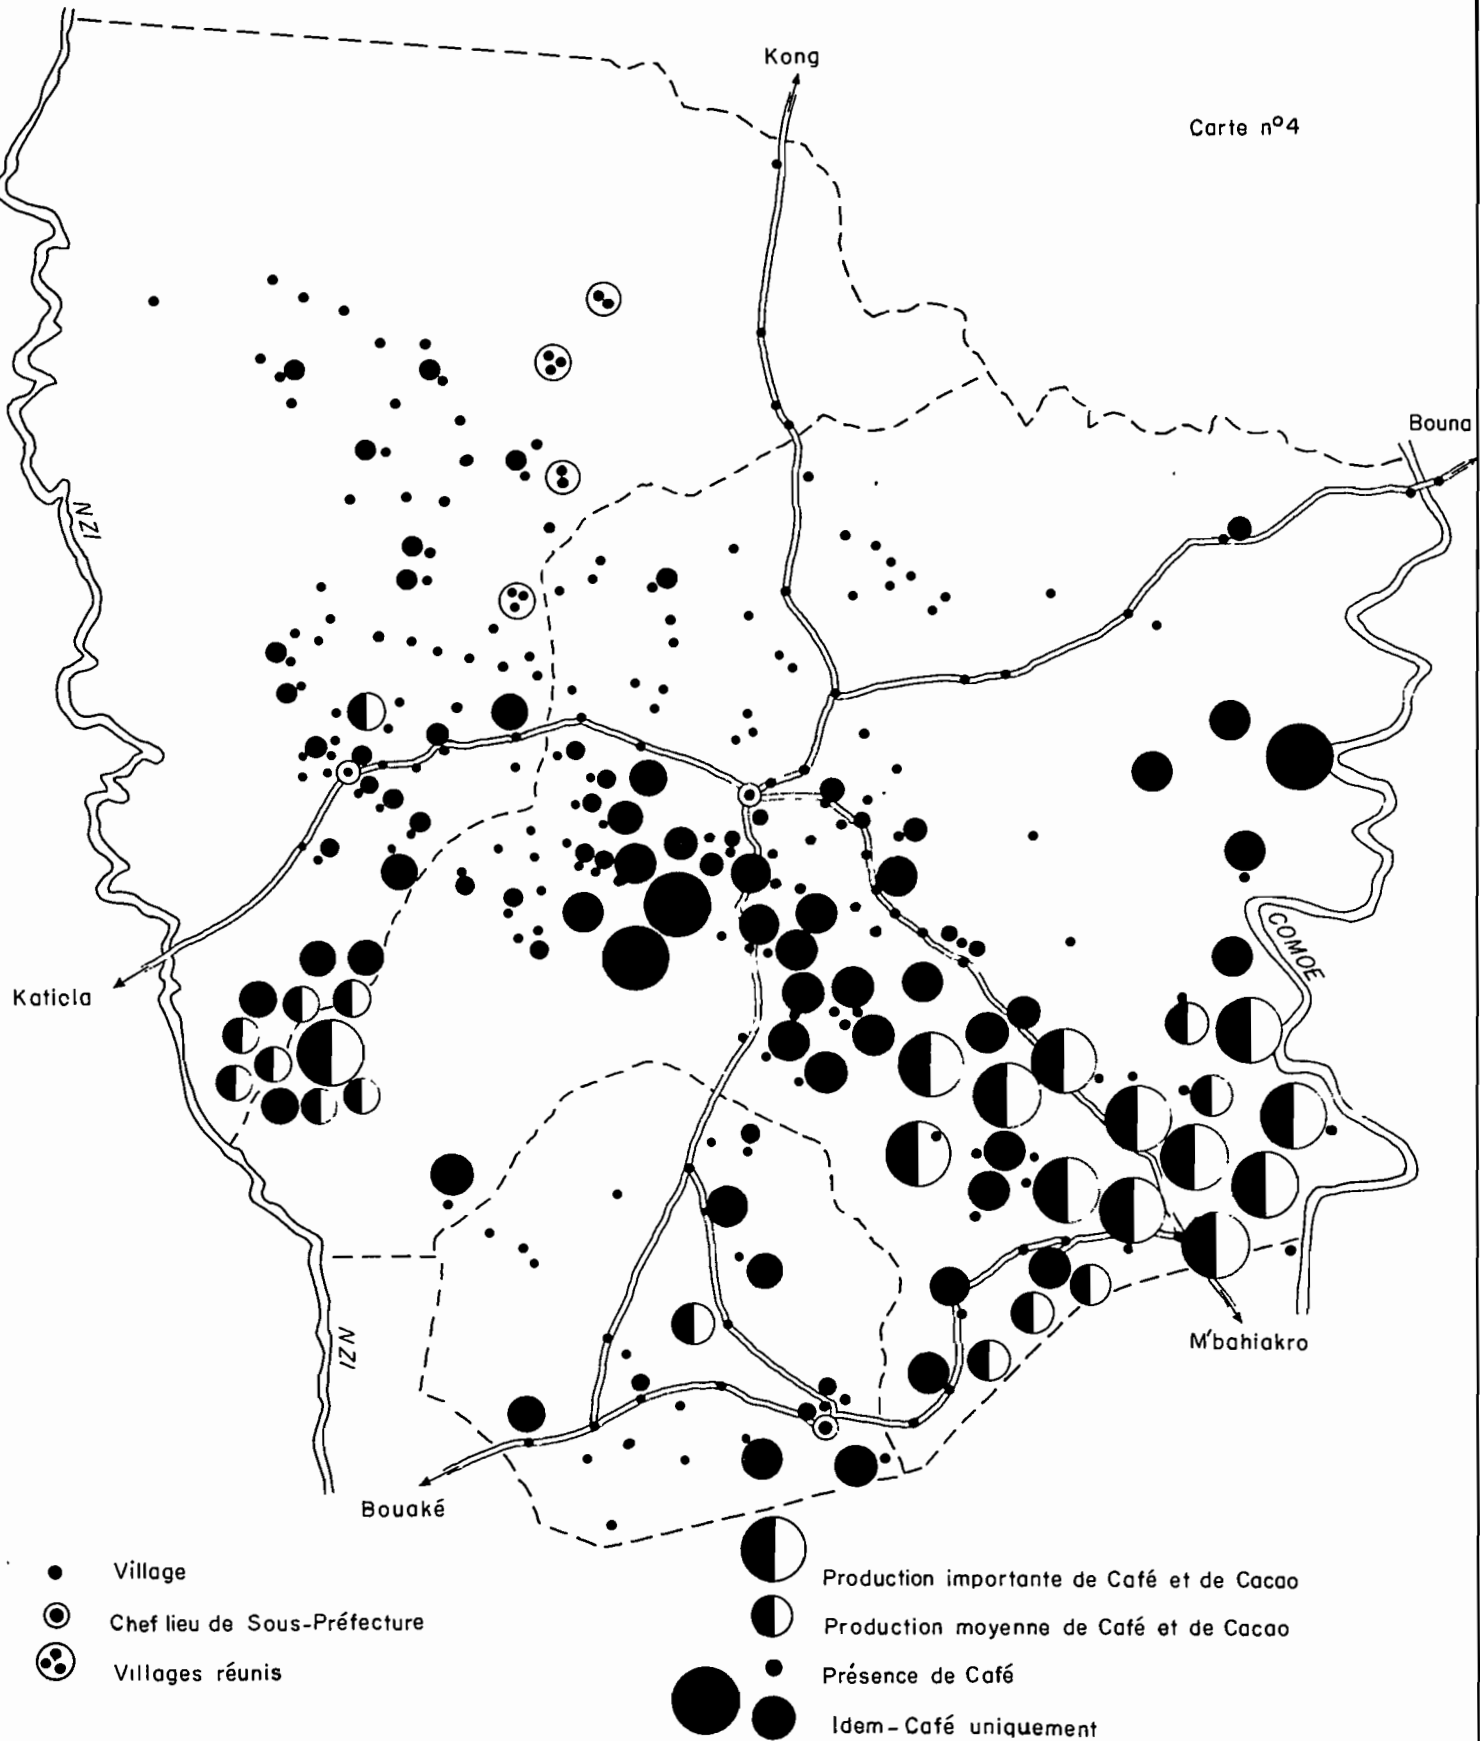 Kong
Carte nº4
Bouna
NZI
COMOE
Katiola
NZI
M'bahiakro
Bouaké
Village
Chef lieu de Sous-Préfecture
Villages réunis
Production importante de Café et de Cacao
Production moyenne de Café et de Cacao
Présence de Café
Idem - Café uniquement